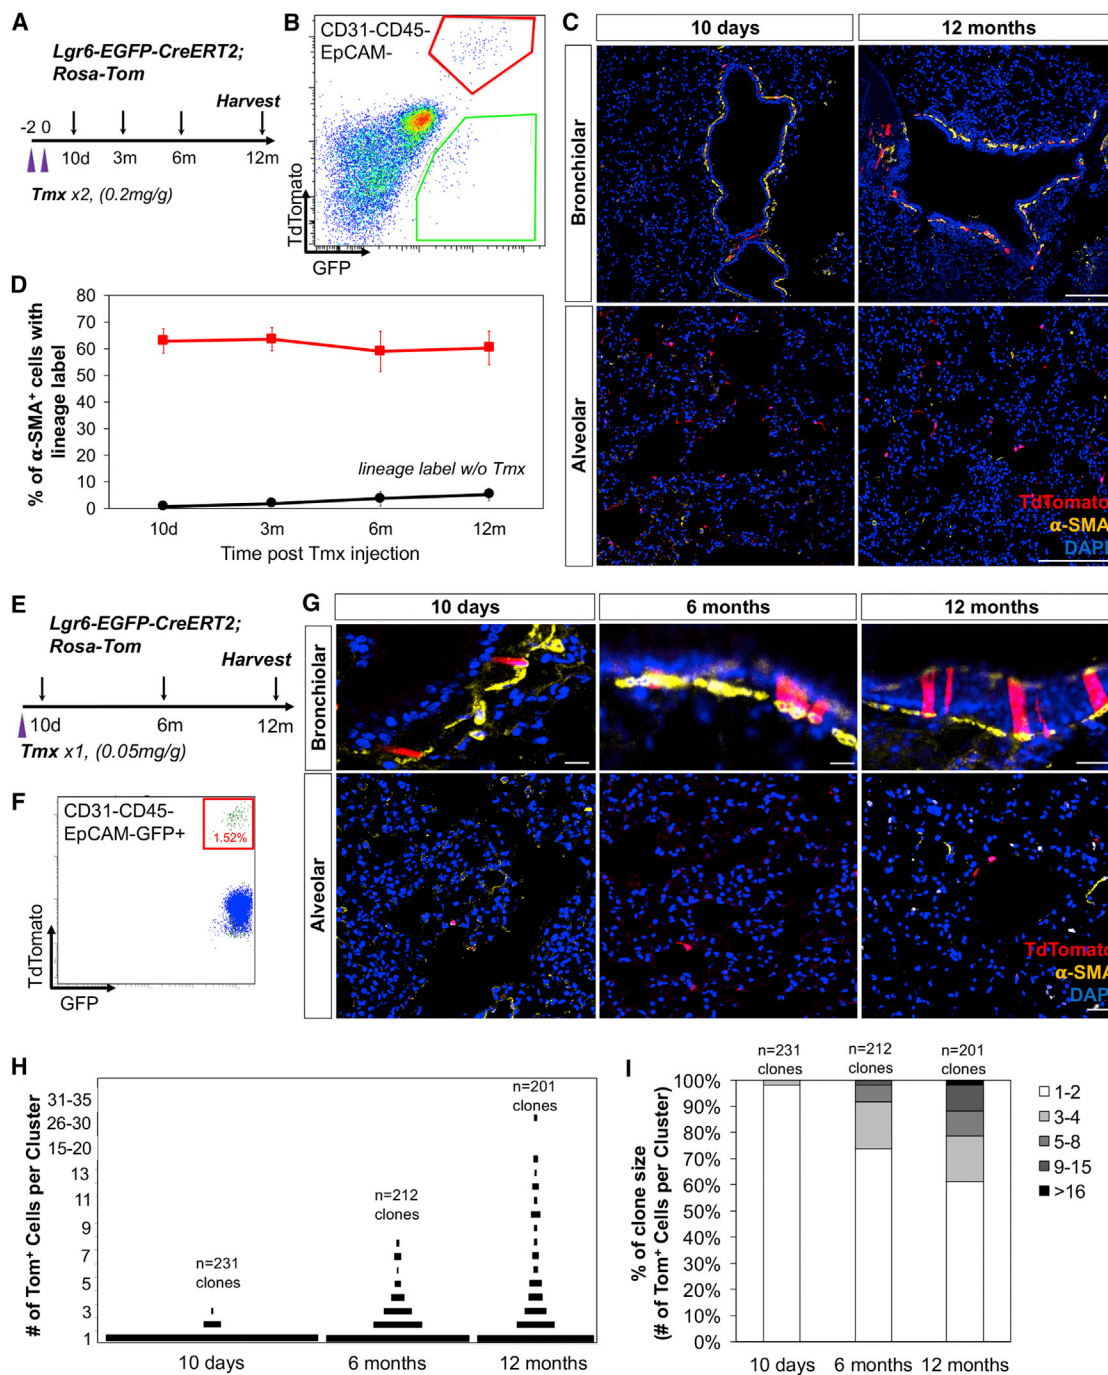 A
Lgr6-EGFP-CreERT2;
Rosa-Tom
Harvest
-2 0
10d 3m 6m 12m
Tmx x2, (0.2mg/g)
B
CD31-CD45-
EpCAM-
TdTomato
GFP
C
10 days 12 months
Bronchiolar
Alveolar
TdTomato
α-SMA
DAPI
D
% of α-SMA⁺ cells with
lineage label
80
70
60
50
40
30
20
10
0
lineage label w/o Tmx
10d 3m 6m 12m
Time post Tmx injection
E
Lgr6-EGFP-CreERT2;
Rosa-Tom
Harvest
10d 6m 12m
Tmx x1, (0.05mg/g)
F
CD31-CD45-
EpCAM-GFP+
1.52%
TdTomato
GFP
G
10 days 6 months 12 months
Bronchiolar
Alveolar
TdTomato
α-SMA
DAPI
H
# of Tom⁺ Cells per Cluster
31-35
26-30
15-20
13
11
9
7
5
3
1
n=231
clones
n=212
clones
n=201
clones
10 days 6 months 12 months
I
% of clone size
(# of Tom⁺ Cells per Cluster)
n=231
clones
n=212
clones
n=201
clones
100%
90%
80%
70%
60%
50%
40%
30%
20%
10%
0%
10 days 6 months 12 months
1-2
3-4
5-8
9-15
>16